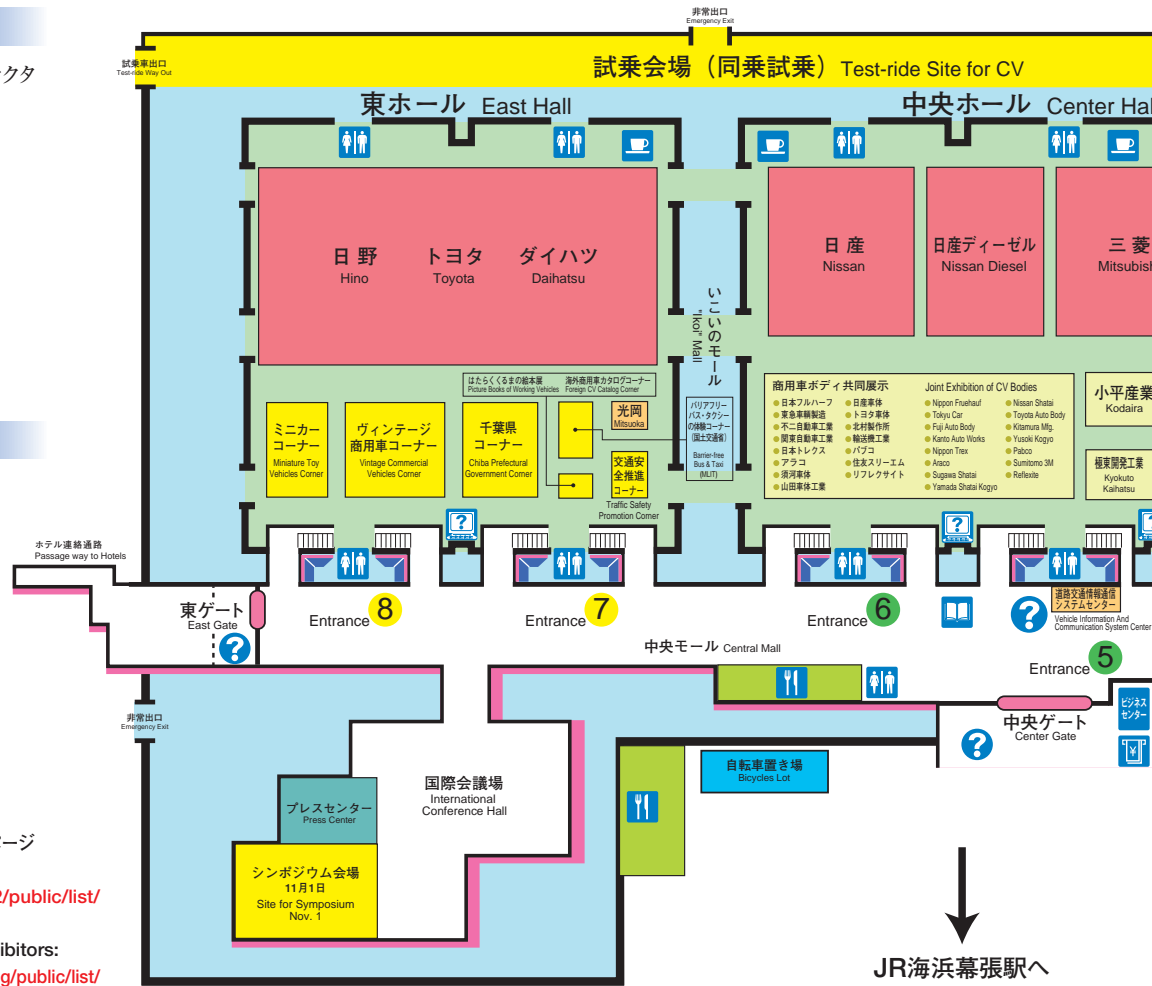 クタ
ージ
2/public/list/
ibitors:
g/public/list/
非常出口
Emergency Exit
試乗車出口
Test-ride Way Out
試乗会場（同乗試乗） Test-ride Site for CV
東ホール East Hall
中央ホール Center Hal
日野
Hino
トヨタ
Toyota
ダイハツ
Daihatsu
日産
Nissan
日産ディーゼル
Nissan Diesel
三菱
Mitsubish
いこいのモール
"Ikoi" Mall
はたらくくるまの絵本展
Picture Books of Working Vehicles
海外商用車カタログコーナー
Foreign CV Catalog Corner
ミニカー
コーナー
Miniature Toy
Vehicles Corner
ヴィンテージ
商用車コーナー
Vintage Commercial
Vehicles Corner
千葉県
コーナー
Chiba Prefectural
Government Corner
光岡
Mitsuoka
交通安
全推進
コーナー
Traffic Safety
Promotion Corner
バリアフリー
バス・タクシー
の体験コーナー
(国土交通省)
Barrier-free
Bus & Taxi
(MLIT)
商用車ボディ共同展示 Joint Exhibition of CV Bodies
日本フルハーフ
東急車輌製造
不二自動車工業
関東自動車工業
日本トレクス
アラコ
須河車体
山田車体工業
日産車体
トヨタ車体
北村製作所
輸送機工業
パブコ
住友スリーエム
リフレクサイト
Nippon Fruehauf
Tokyu Car
Fuji Auto Body
Kanto Auto Works
Nippon Trex
Araco
Sugawa Shatai
Yamada Shatai Kogyo
Nissan Shatai
Toyota Auto Body
Kitamura Mfg.
Yusoki Kogyo
Pabco
Sumitomo 3M
Reflexite
小平産業
Kodaira
極東開発工業
Kyokuto
Kaihatsu
ホテル連絡通路
Passage way to Hotels
東ゲート
East Gate
?
Entrance 8
?
Entrance 7
Entrance 6
?
?
道路交通情報通信
システムセンター
Vehicle Information And
Communication System Center
Entrance 5
中央モール Central Mall
中央ゲート
Center Gate
?
ビジネス
センター
¥
非常出口
Emergency Exit
国際会議場
International
Conference Hall
プレスセンター
Press Center
シンポジウム会場
11月1日
Site for Symposium
Nov. 1
自転車置き場
Bicycles Lot
JR海浜幕張駅へ